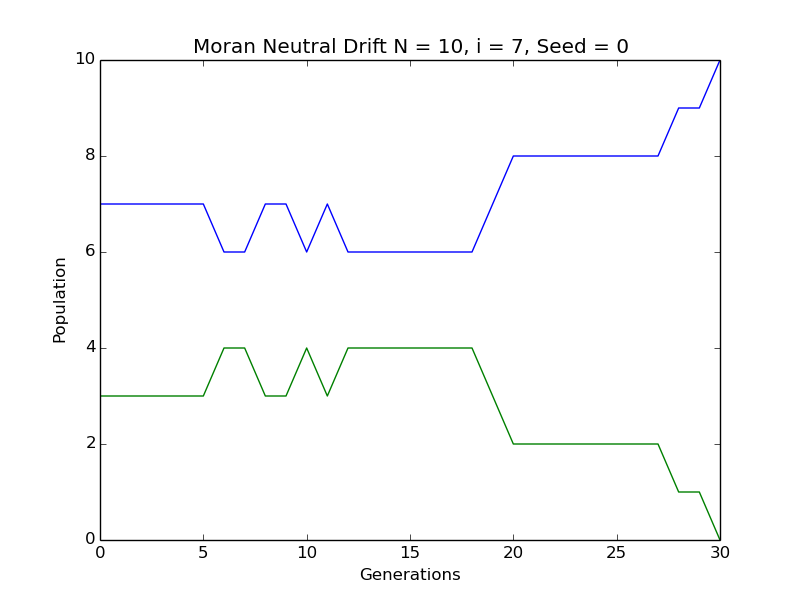 Moran Neutral Drift N = 10, i = 7, Seed = 0
10
8
6
4
2
0
Population
0 5 10 15 20 25 30
Generations